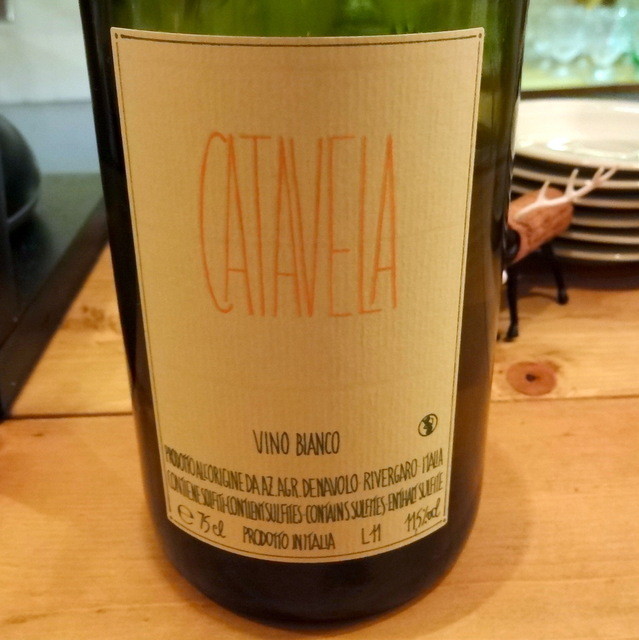 CATAVELA
VINO BIANCO
PRODOTTO ALL'ORIGINE DA AZ. AGR. DENAVOLO - RIVERGARO - ITALIA
CONTIENE SOLFITI-CONTIENT SULFITES-CONTAINS SULFITES-ENTHALT SULFITE
e 75 cl PRODOTTO IN ITALIA L.11 11,5%vol